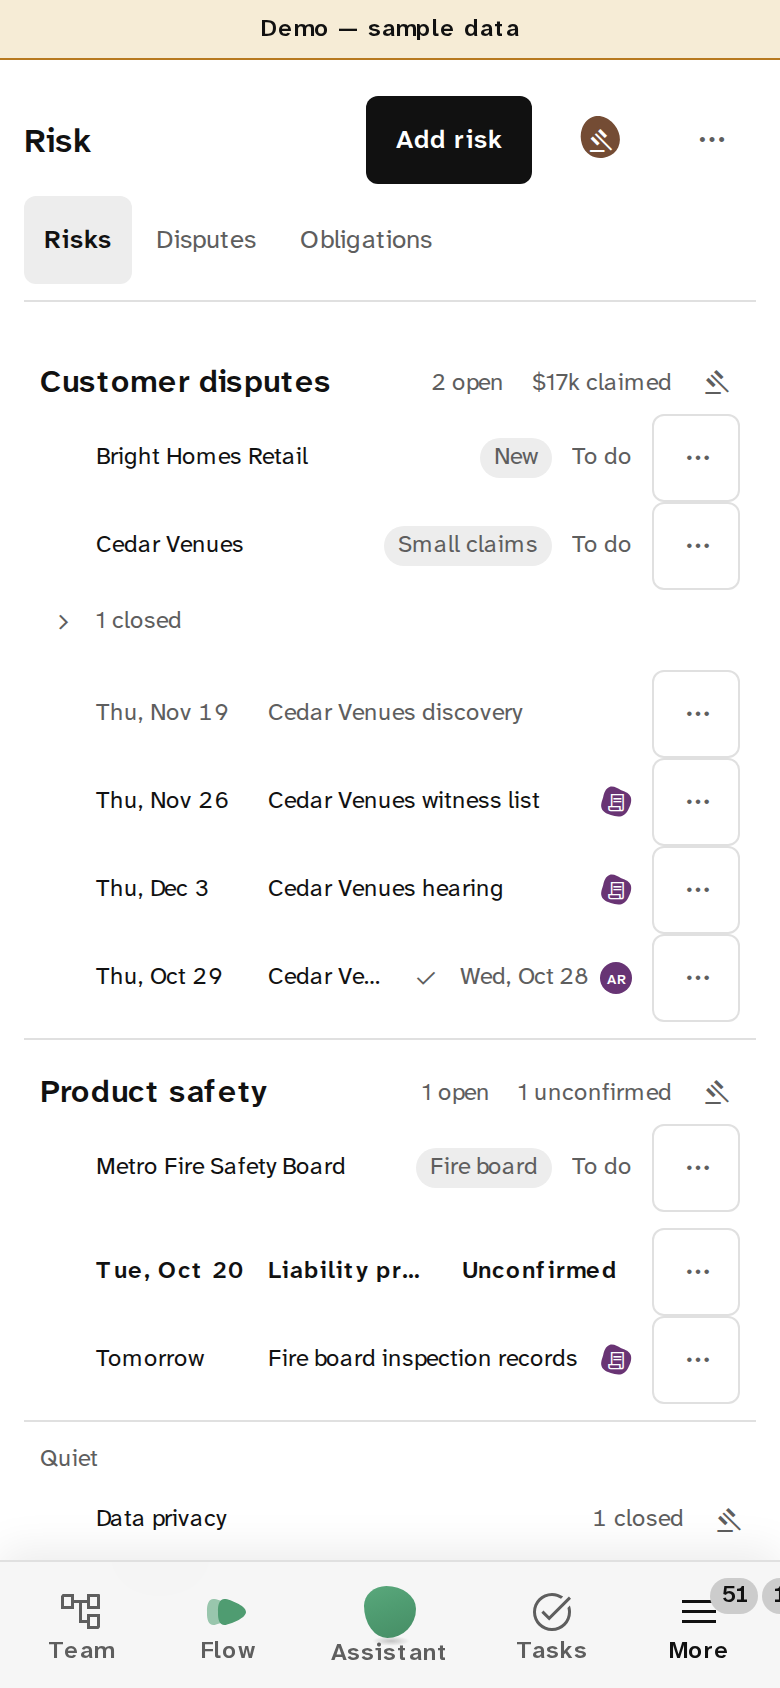 Demo — sample data
Risk
Add risk
Risks Disputes Obligations
Customer disputes 2 open $17k claimed
Bright Homes Retail New To do
Cedar Venues Small claims To do
1 closed
Thu, Nov 19 Cedar Venues discovery
Thu, Nov 26 Cedar Venues witness list
Thu, Dec 3 Cedar Venues hearing
Thu, Oct 29 Cedar Ve... Wed, Oct 28 AR
Product safety 1 open 1 unconfirmed
Metro Fire Safety Board Fire board To do
Tue, Oct 20 Liability pr... Unconfirmed
Tomorrow Fire board inspection records
Quiet
Data privacy 1 closed
51
Team Flow Assistant Tasks More